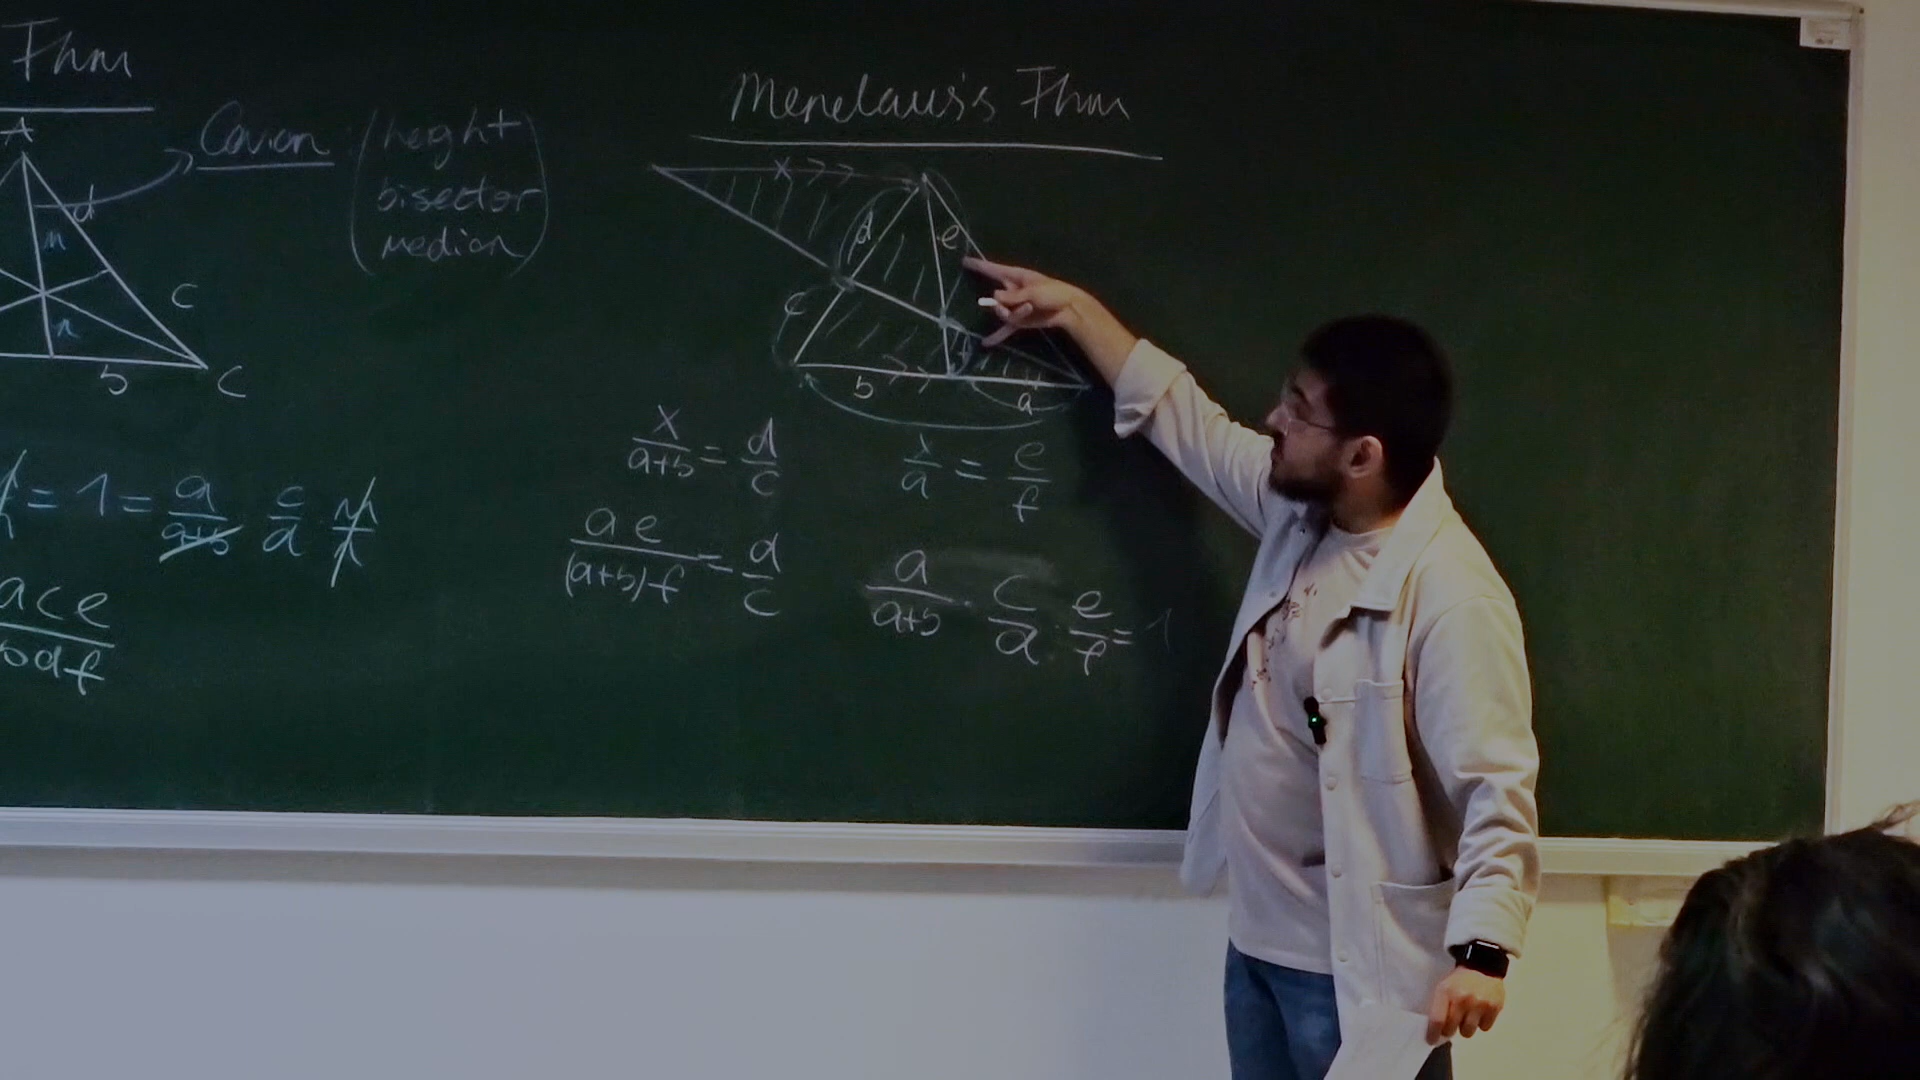 Thm
A
d
Cevian
(height
bisector
median)
m
n
c
b
C
= 1 = a/(a+b) · c/d · m/n
ace
bdf
Menelaus's Thm
x
d
e
c
f
b
a
x/(a+b) = d/c
x/a = e/f
ae/((a+b)f) = d/c
a/(a+b) · c/d · e/f = 1